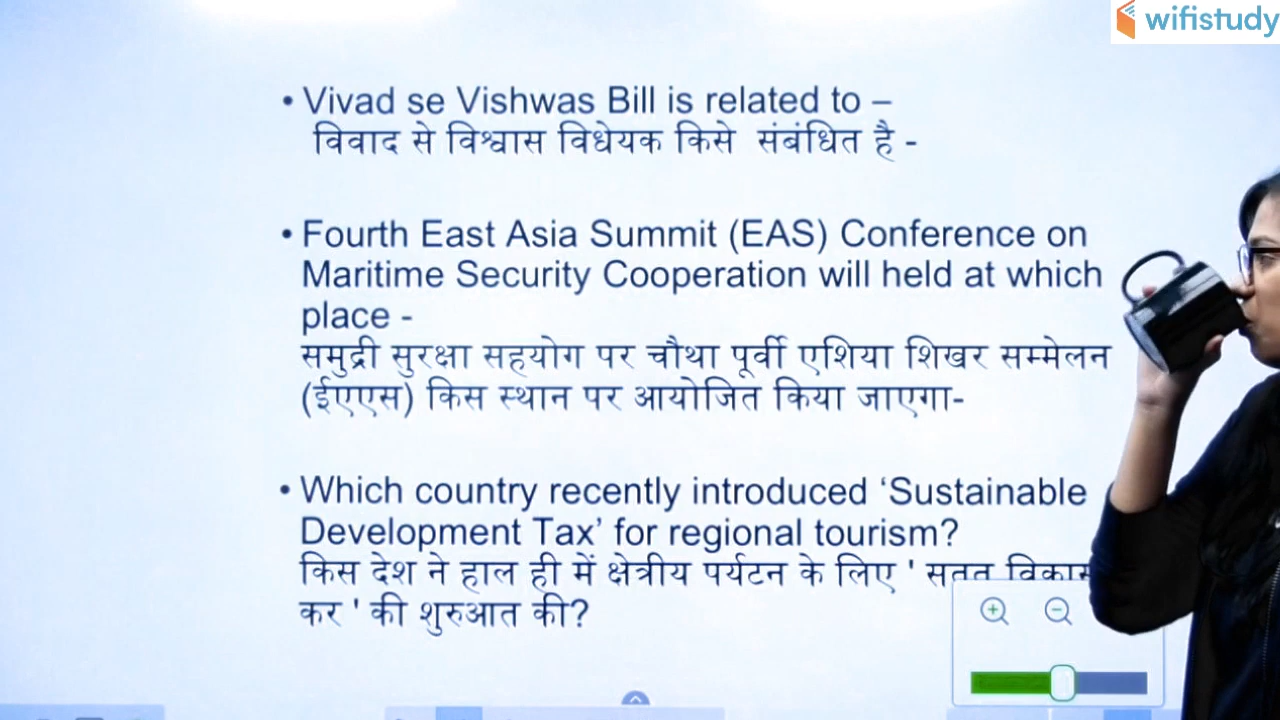 wifistudy
• Vivad se Vishwas Bill is related to –
विवाद से विश्वास विधेयक किसे संबंधित है -
• Fourth East Asia Summit (EAS) Conference on
Maritime Security Cooperation will held at which
place -
समुद्री सुरक्षा सहयोग पर चौथा पूर्वी एशिया शिखर सम्मेलन
(ईएएस) किस स्थान पर आयोजित किया जाएगा-
• Which country recently introduced ‘Sustainable
Development Tax’ for regional tourism?
किस देश ने हाल ही में क्षेत्रीय पर्यटन के लिए ' सतत विकास
कर ' की शुरुआत की?